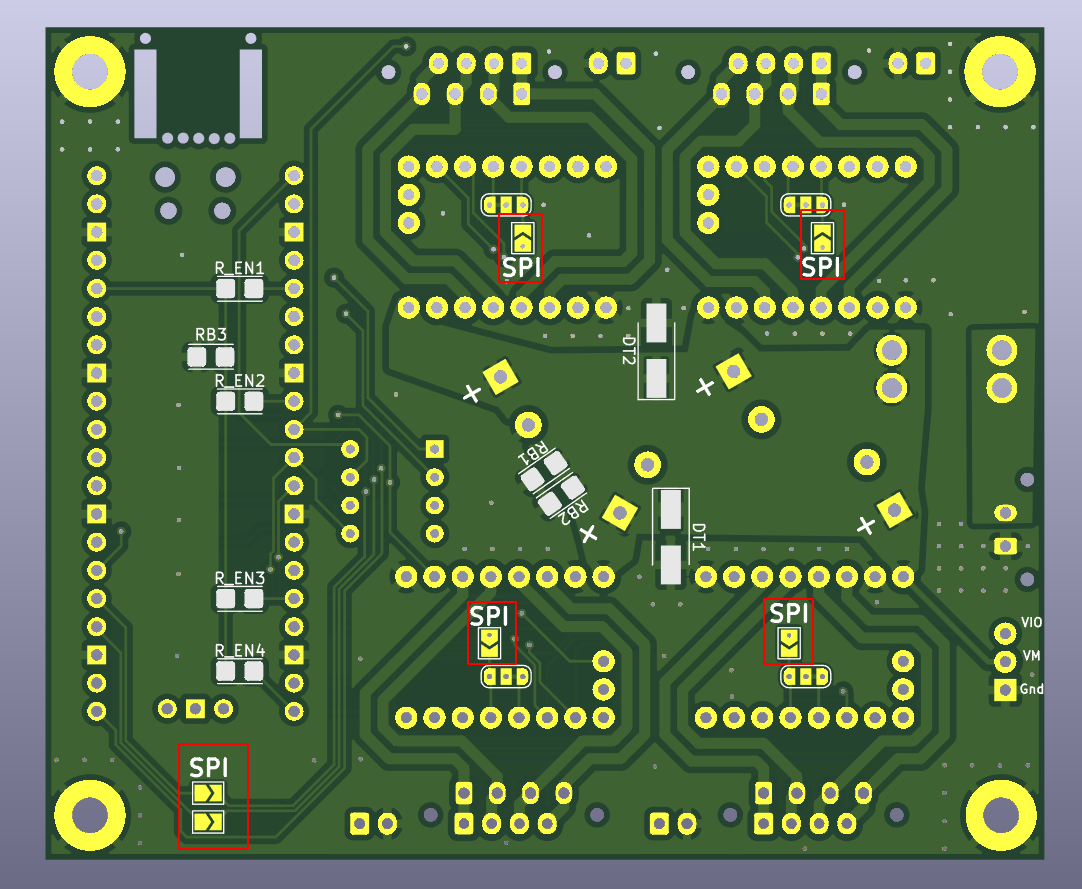 SPI
SPI
R_EN1
RB3
DT2
R_EN2
+
+
RB1
RB2
+
+
DT1
R_EN3
SPI
SPI
VIO
R_EN4
VM
Gnd
SPI